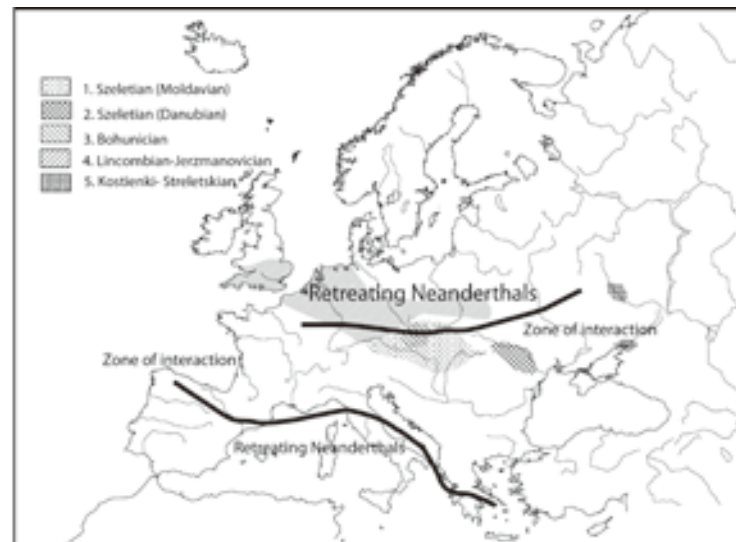 1. Szeletian (Moldavian)
2. Szeletian (Danubian)
3. Bohunician
4. Lincombian-Jerzmanovician
5. Kostienki- Streletskian
Retreating Neanderthals
Zone of interaction
Zone of interaction
Retreating Neanderthals